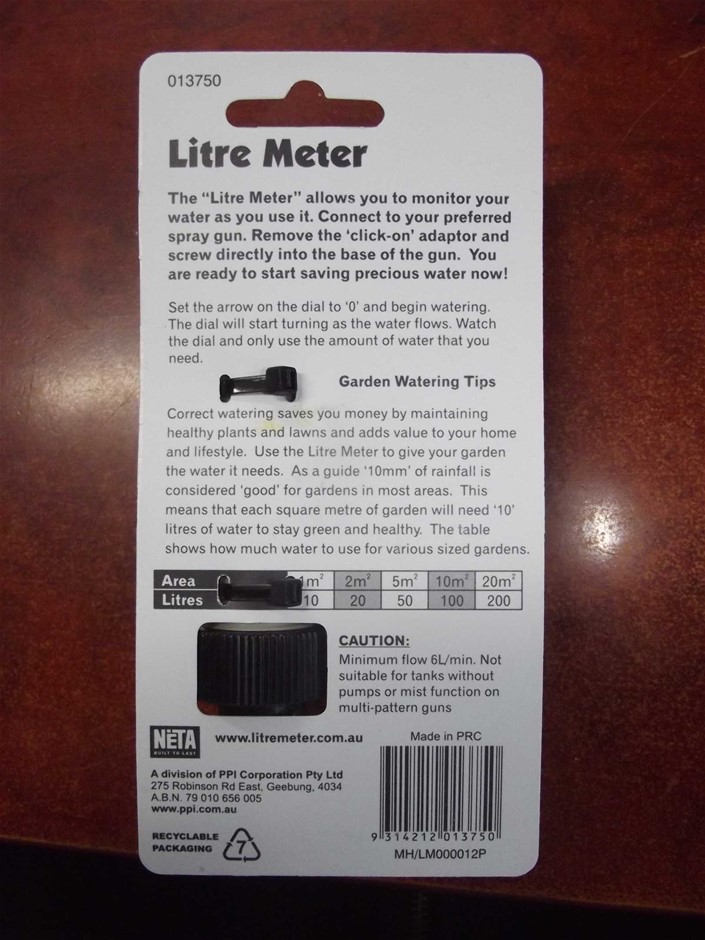 013750
Litre Meter
The “Litre Meter” allows you to monitor your
water as you use it. Connect to your preferred
spray gun. Remove the ‘click-on’ adaptor and
screw directly into the base of the gun.  You
are ready to start saving precious water now!
Set the arrow on the dial to ‘0’ and begin watering.
The dial will start turning as the water flows. Watch
the dial and only use the amount of water that you
need.
Garden Watering Tips
Correct watering saves you money by maintaining
healthy plants and lawns and adds value to your home
and lifestyle.  Use the Litre Meter to give your garden
the water it needs.  As a guide ‘10mm’ of rainfall is
considered ‘good’ for gardens in most areas.  This
means that each square metre of garden will need ‘10’
litres of water to stay green and healthy.  The table
shows how much water to use for various sized gardens.
Area 1m² 2m² 5m² 10m² 20m²
Litres 10 20 50 100 200
CAUTION:
Minimum flow 6L/min. Not
suitable for tanks without
pumps or mist function on
multi-pattern guns
NETA
BUILT TO LAST
www.litremeter.com.au
Made in PRC
A division of PPI Corporation Pty Ltd
275 Robinson Rd East, Geebung, 4034
A.B.N. 79 010 656 005
www.ppi.com.au
RECYCLABLE
PACKAGING
7
9 314212 013750
MH/LM000012P